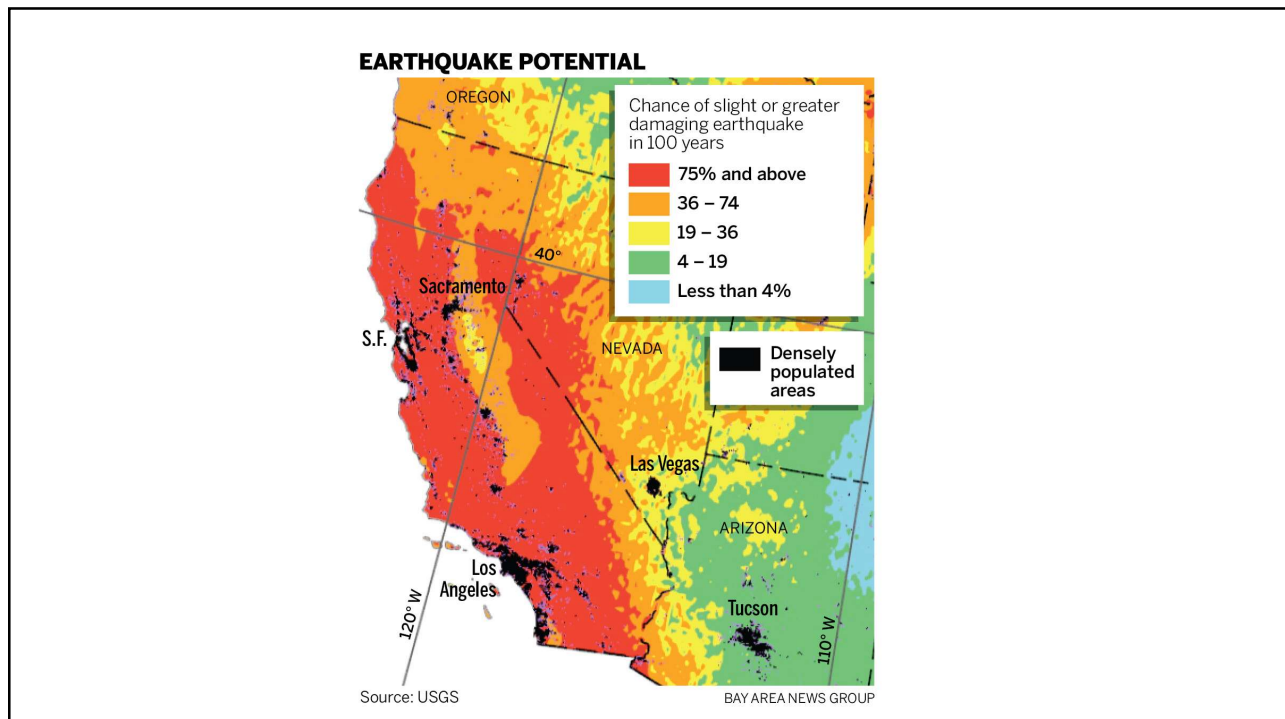 EARTHQUAKE POTENTIAL
OREGON
Chance of slight or greater
damaging earthquake
in 100 years
75% and above
36 – 74
19 – 36
4 – 19
Less than 4%
40°
Sacramento
S.F.
NEVADA
Densely
populated
areas
Las Vegas
ARIZONA
Los
Angeles
Tucson
120° W
110° W
Source: USGS
BAY AREA NEWS GROUP